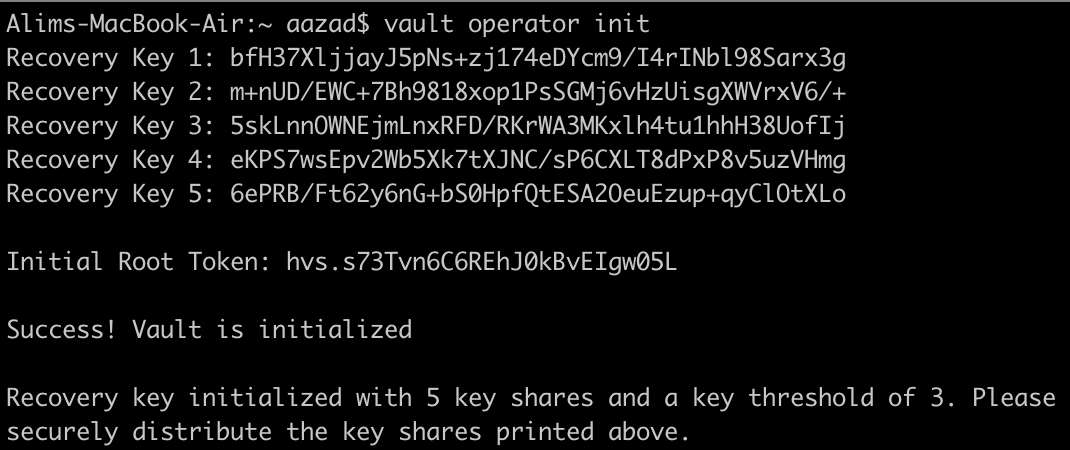 Alims-MacBook-Air:~ aazad$ vault operator init
Recovery Key 1: bfH37XljjayJ5pNs+zj174eDYcm9/I4rINbl98Sarx3g
Recovery Key 2: m+nUD/EWC+7Bh9818xop1PsSGMj6vHzUisgXWVrxV6/+
Recovery Key 3: 5skLnnOWNEjmLnxRFD/RKrWA3MKxlh4tu1hhH38UofIj
Recovery Key 4: eKPS7wsEpv2Wb5Xk7tXJNC/sP6CXLT8dPxP8v5uzVHmg
Recovery Key 5: 6ePRB/Ft62y6nG+bS0HpfQtESA2OeuEzup+qyClOtXLo
Initial Root Token: hvs.s73Tvn6C6REhJ0kBvEIgw05L
Success! Vault is initialized
Recovery key initialized with 5 key shares and a key threshold of 3. Please
securely distribute the key shares printed above.